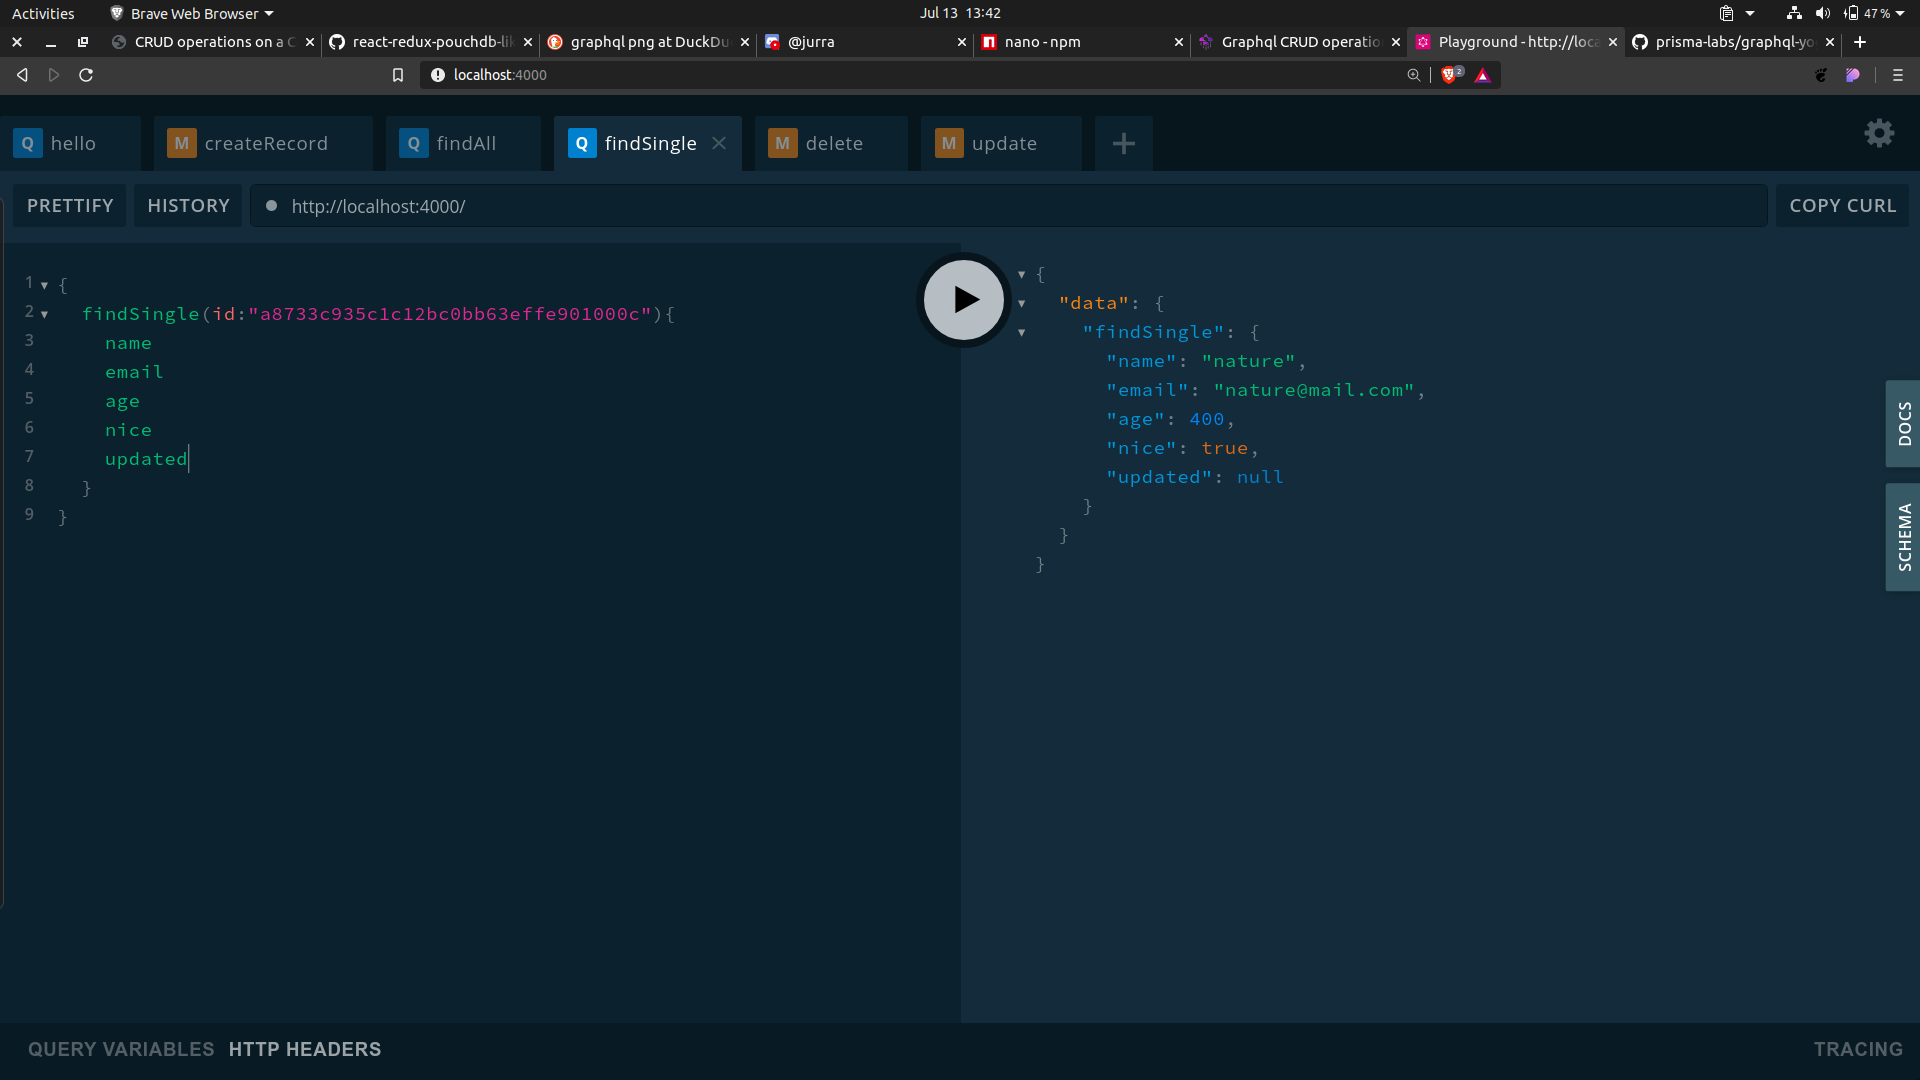 Activities Brave Web Browser Jul 13 13:42 47 %
CRUD operations on a C react-redux-pouchdb-lik graphql png at DuckDu @jurra nano - npm Graphql CRUD operatio Playground - http://loca prisma-labs/graphql-yo
localhost:4000 2
Q hello M createRecord Q findAll Q findSingle M delete M update
PRETTIFY HISTORY http://localhost:4000/ COPY CURL
1 {
2 findSingle(id:"a8733c935c1c12bc0bb63effe901000c"){
3 name
4 email
5 age
6 nice
7 updated
8 }
9 }
{
"data": {
"findSingle": {
"name": "nature",
"email": "nature@mail.com",
"age": 400,
"nice": true,
"updated": null
}
}
}
DOCS
SCHEMA
QUERY VARIABLES HTTP HEADERS TRACING